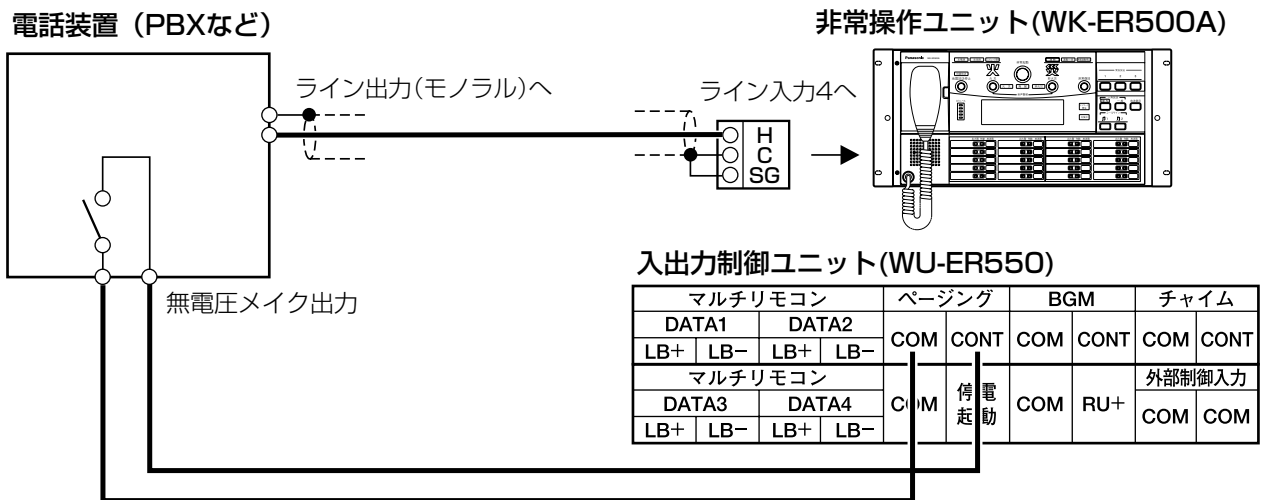 電話装置（PBXなど）
非常操作ユニット(WK-ER500A)
ライン出力(モノラル)へ
ライン入力4へ
H
C
SG
Panasonic
火災
無電圧メイク出力
入出力制御ユニット(WU-ER550)
マルチリモコン ページング BGM チャイム
DATA1 DATA2 COM CONT COM CONT COM CONT
LB+ LB− LB+ LB−
マルチリモコン COM 停電起動 COM RU+ 外部制御入力
DATA3 DATA4 COM COM
LB+ LB− LB+ LB−